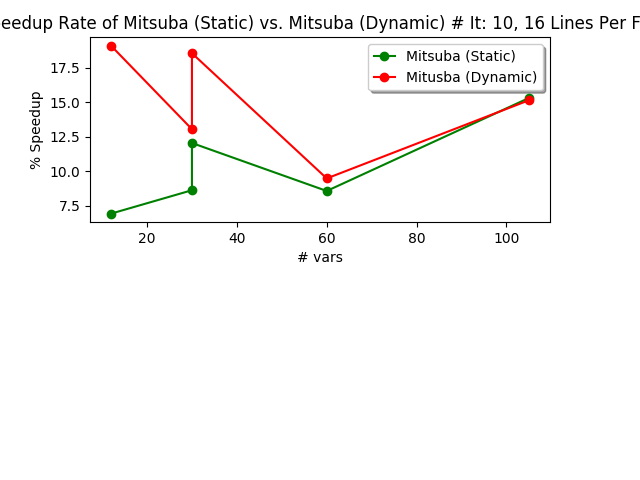 eedup Rate of Mitsuba (Static) vs. Mitsuba (Dynamic) # It: 10, 16 Lines Per F
Mitsuba (Static)
Mitusba (Dynamic)
% Speedup
17.5
15.0
12.5
10.0
7.5
20 40 60 80 100
# vars